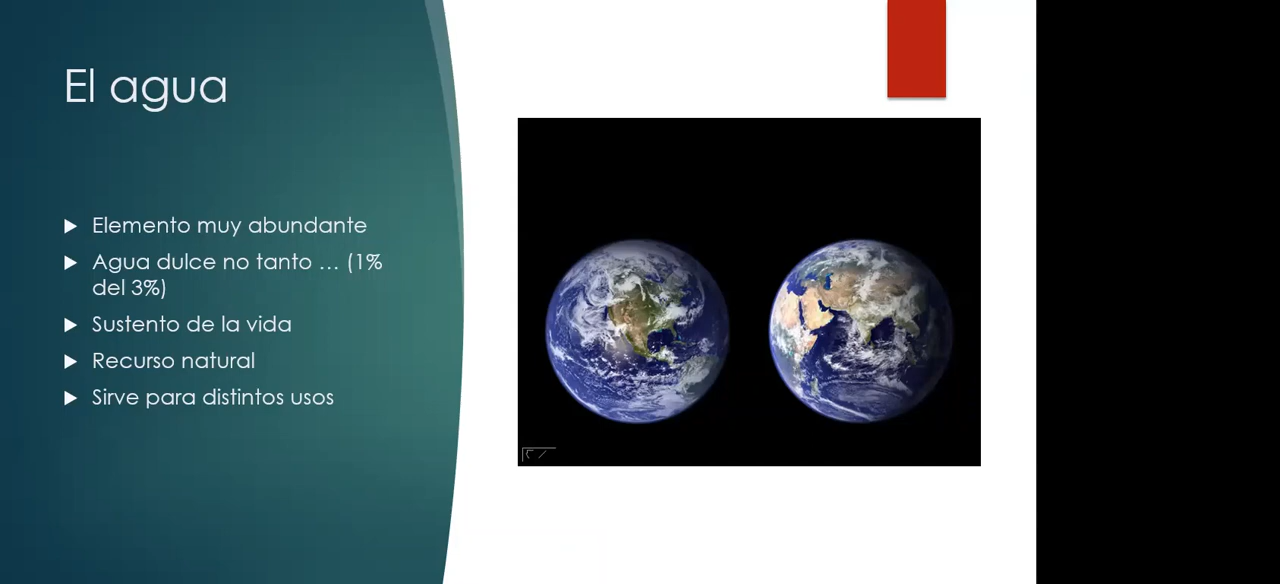 El agua
Elemento muy abundante
Agua dulce no tanto … (1%
del 3%)
Sustento de la vida
Recurso natural
Sirve para distintos usos